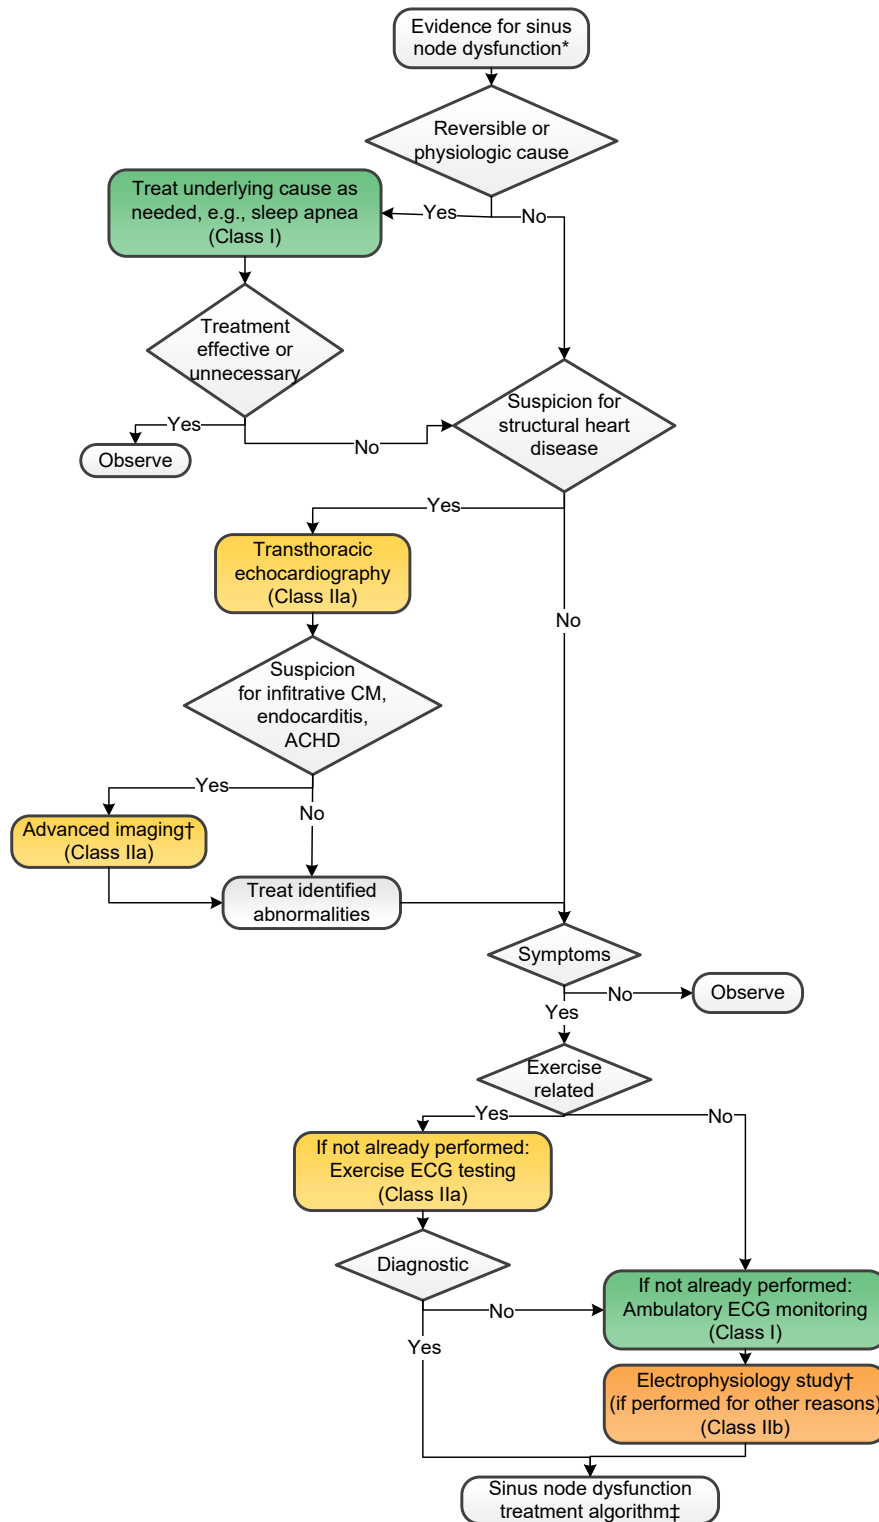 Evidence for sinus
node dysfunction*
Reversible or
physiologic cause
Treat underlying cause as
needed, e.g., sleep apnea
(Class I)
Yes
No
Treatment
effective or
unnecessary
Yes
No
Observe
Suspicion for
structural heart
disease
Yes
No
Transthoracic
echocardiography
(Class IIa)
Suspicion
for infitrative CM,
endocarditis,
ACHD
Yes
No
Advanced imaging†
(Class IIa)
Treat identified
abnormalities
Symptoms
No
Observe
Yes
Exercise
related
Yes
No
If not already performed:
Exercise ECG testing
(Class IIa)
Diagnostic
No
Yes
If not already performed:
Ambulatory ECG monitoring
(Class I)
Electrophysiology study†
(if performed for other reasons)
(Class IIb)
Sinus node dysfunction
treatment algorithm‡